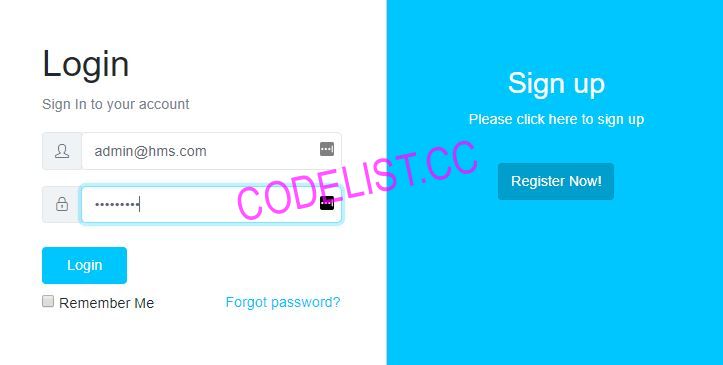 Login
Sign In to your account
admin@hms.com
•••••••••
Login
Remember Me
Forgot password?
Sign up
Please click here to sign up
Register Now!
CODELIST.CC